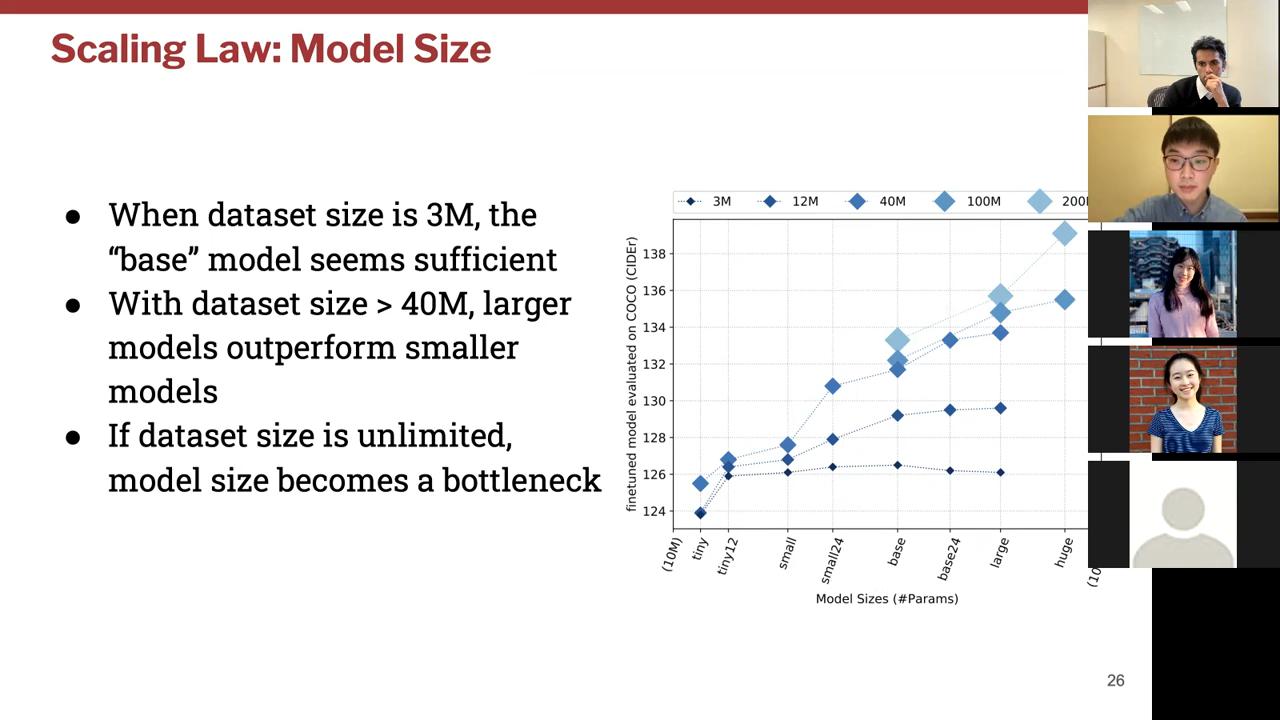 Scaling Law: Model Size
● When dataset size is 3M, the
“base” model seems sufficient
● With dataset size > 40M, larger
models outperform smaller
models
● If dataset size is unlimited,
model size becomes a bottleneck
3M 12M 40M 100M
finetuned model evaluated on COCO (CIDEr)
138
136
134
132
130
128
126
124
(10M) tiny tiny12 small small24 base base24 large huge
Model Sizes (#Params)
26